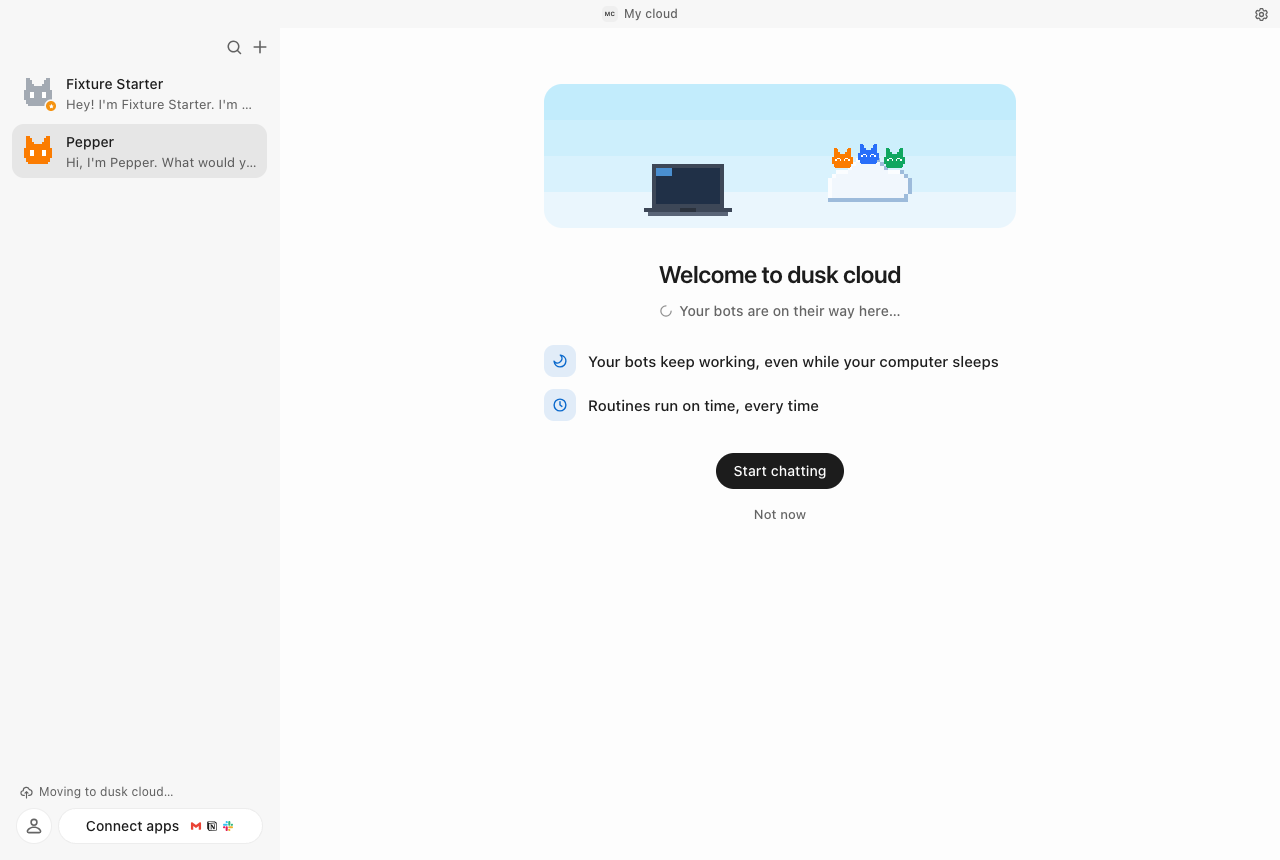 MC My cloud
Fixture Starter
Hey! I'm Fixture Starter. I'm ...
Pepper
Hi, I'm Pepper. What would y...
Welcome to dusk cloud
Your bots are on their way here...
Your bots keep working, even while your computer sleeps
Routines run on time, every time
Start chatting
Not now
Moving to dusk cloud...
Connect apps